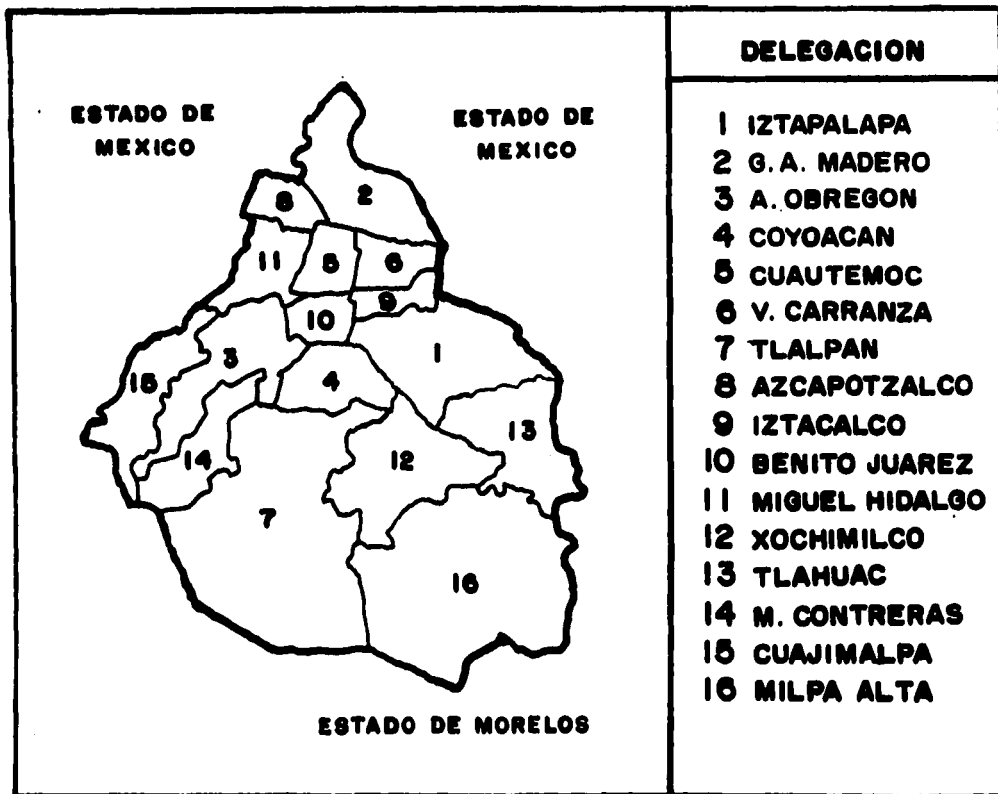 DELEGACION
ESTADO DE
MEXICO
ESTADO DE
MEXICO
2
8
11
5
6
9
10
3
1
15
4
13
14
12
7
16
ESTADO DE MORELOS
1 IZTAPALAPA
2 G. A. MADERO
3 A. OBREGON
4 COYOACAN
5 CUAUTEMOC
6 V. CARRANZA
7 TLALPAN
8 AZCAPOTZALCO
9 IZTACALCO
10 BENITO JUAREZ
11 MIGUEL HIDALGO
12 XOCHIMILCO
13 TLAHUAC
14 M. CONTRERAS
15 CUAJIMALPA
16 MILPA ALTA